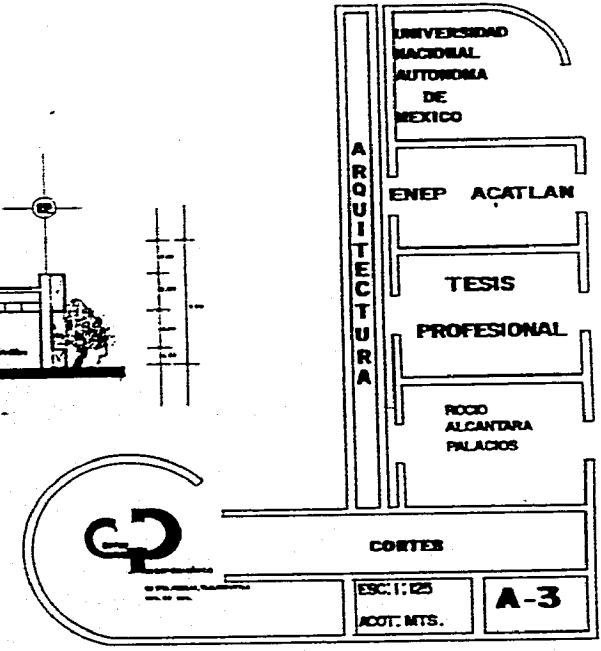 UNIVERSIDAD
NACIONAL
AUTONOMA
DE
MEXICO
ARQUITECTURA
ENEP ACATLAN
TESIS
PROFESIONAL
ROCIO
ALCANTARA
PALACIOS
CORTES
ESC: 1:125
ACOT: MTS.
A-3